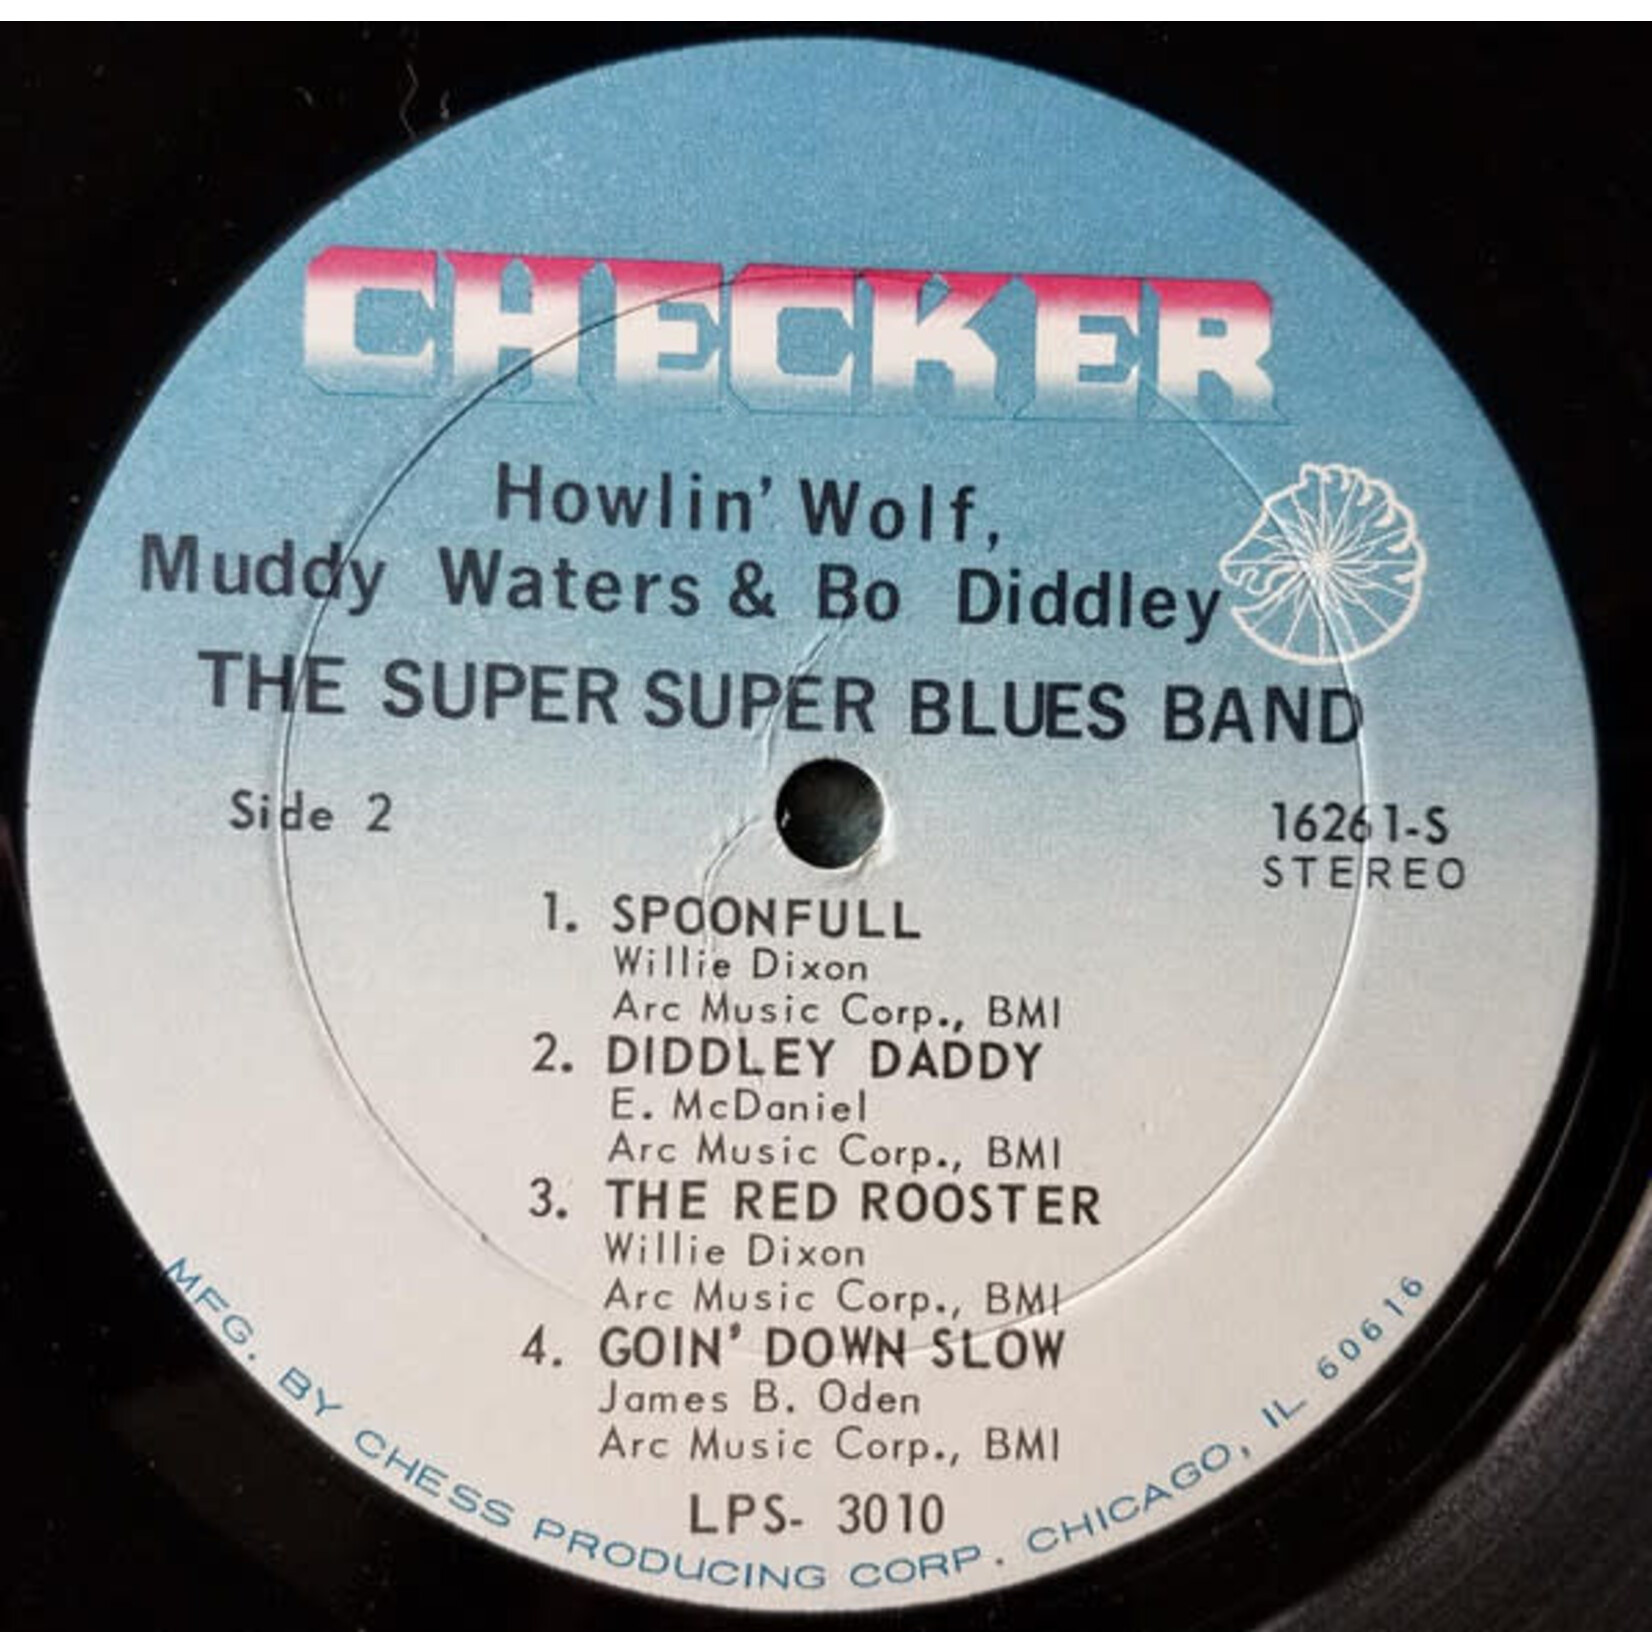 CHECKER
Howlin' Wolf,
Muddy Waters & Bo Diddley
THE SUPER SUPER BLUES BAND
Side 2
16261-S
STEREO
1. SPOONFULL
Willie Dixon
Arc Music Corp., BMI
2. DIDDLEY DADDY
E. McDaniel
Arc Music Corp., BMI
3. THE RED ROOSTER
Willie Dixon
Arc Music Corp., BMI
4. GOIN' DOWN SLOW
James B. Oden
Arc Music Corp., BMI
LPS- 3010
MFG. BY CHESS PRODUCING CORP. CHICAGO, IL 60616